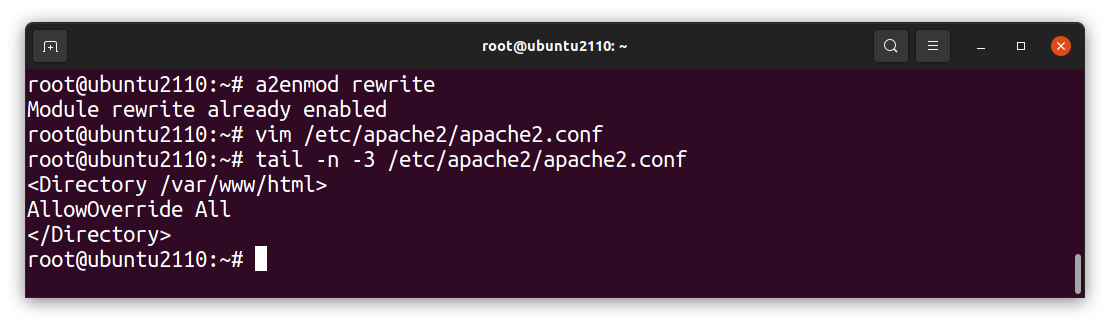 root@ubuntu2110: ~
root@ubuntu2110:~# a2enmod rewrite
Module rewrite already enabled
root@ubuntu2110:~# vim /etc/apache2/apache2.conf
root@ubuntu2110:~# tail -n -3 /etc/apache2/apache2.conf
<Directory /var/www/html>
AllowOverride All
</Directory>
root@ubuntu2110:~#